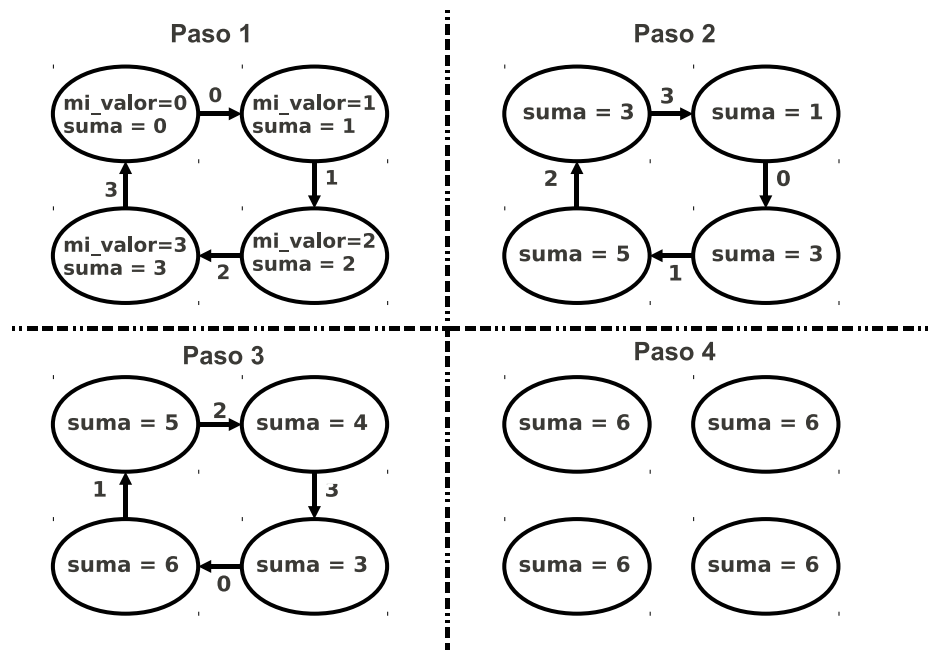 Paso 1
mi_valor=0
suma = 0
0
mi_valor=1
suma = 1
3
1
mi_valor=3
suma = 3
2
mi_valor=2
suma = 2
Paso 2
suma = 3
3
suma = 1
2
0
suma = 5
1
suma = 3
Paso 3
suma = 5
2
suma = 4
1
3
suma = 6
0
suma = 3
Paso 4
suma = 6
suma = 6
suma = 6
suma = 6